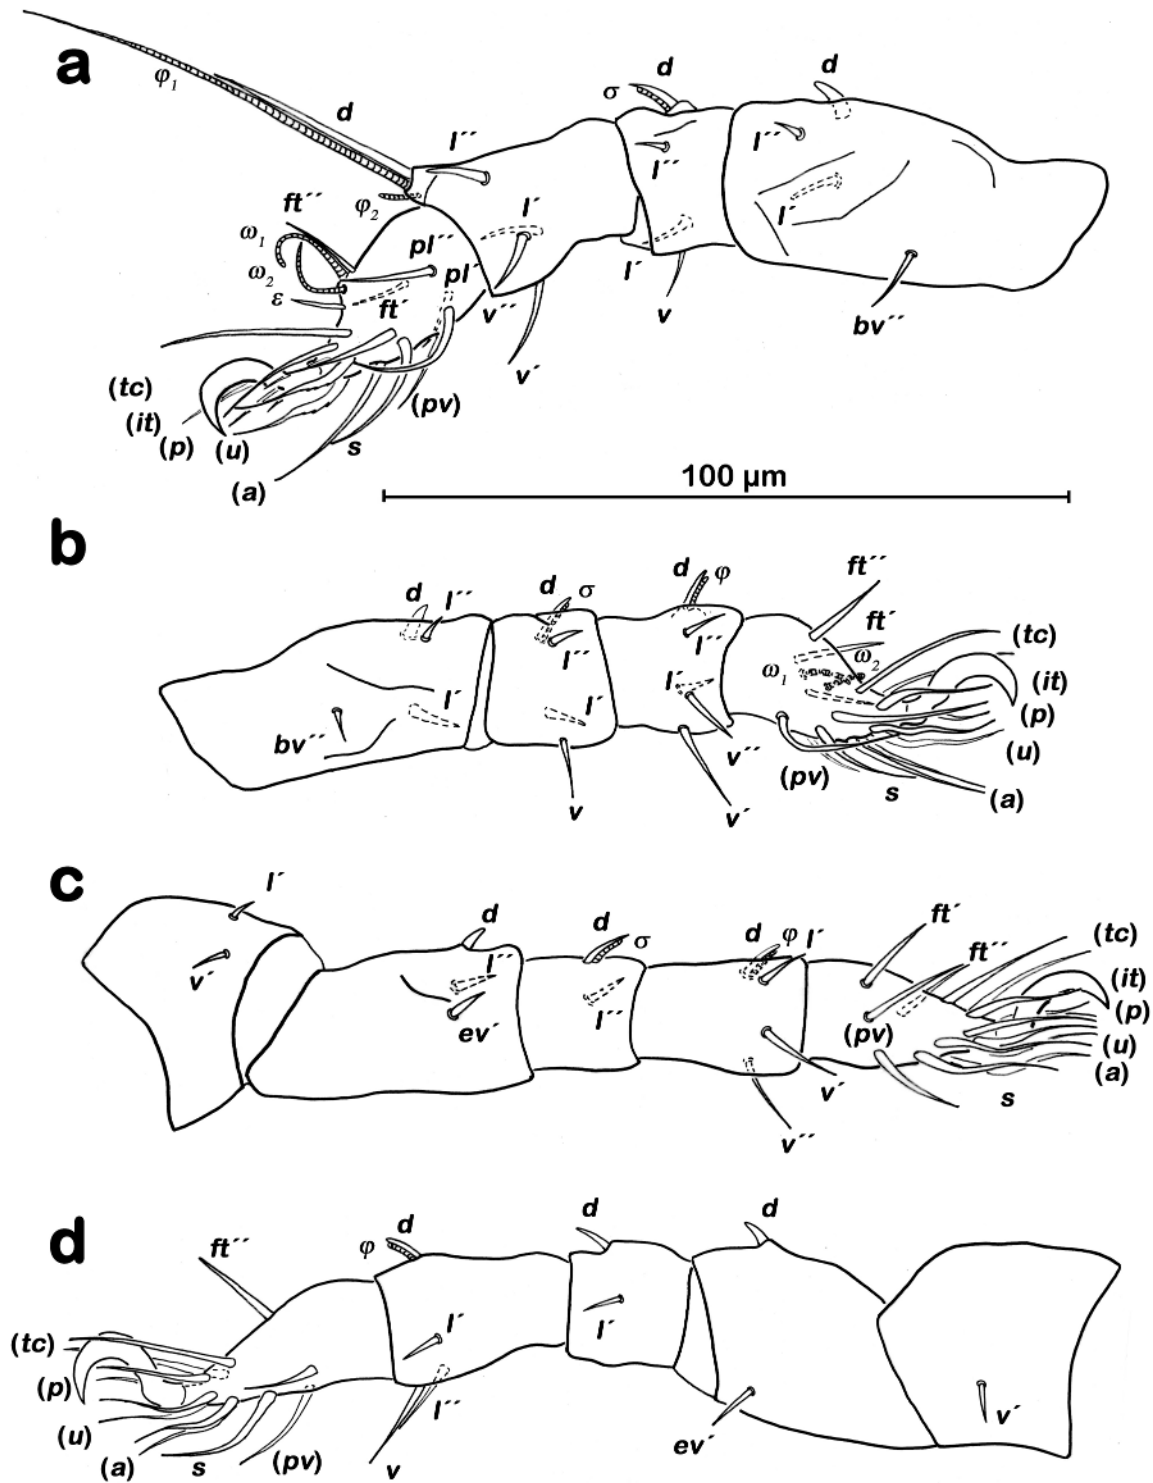 a
φ1
d
l´´
σ
d
d
l´´
l´´
φ2
ft´´
ω1
l´
l´
pl´´
ω2
pl´
ε
ft´
v´´
l´
v
bv´´
v´
(tc)
(it)
(p)
(u)
(pv)
s
(a)
100 µm
b
d
l´´
d
σ
d
φ
ft´´
ft´
l´´
l´´
(tc)
ω1
ω2
l´
l´
l´
(it)
(p)
bv´´
v´´
(u)
(pv)
v
v´
s
(a)
c
l´
d
d
σ
d
φ
l´
ft´
ft´´
(tc)
v´
l´´
l´´
(it)
(p)
ev´
(pv)
(u)
v´
(a)
s
v´´
d
ft´´
φ
d
d
d
(tc)
l´
l´
(p)
l´´
v´
(u)
ev´
(a)
s
(pv)
v